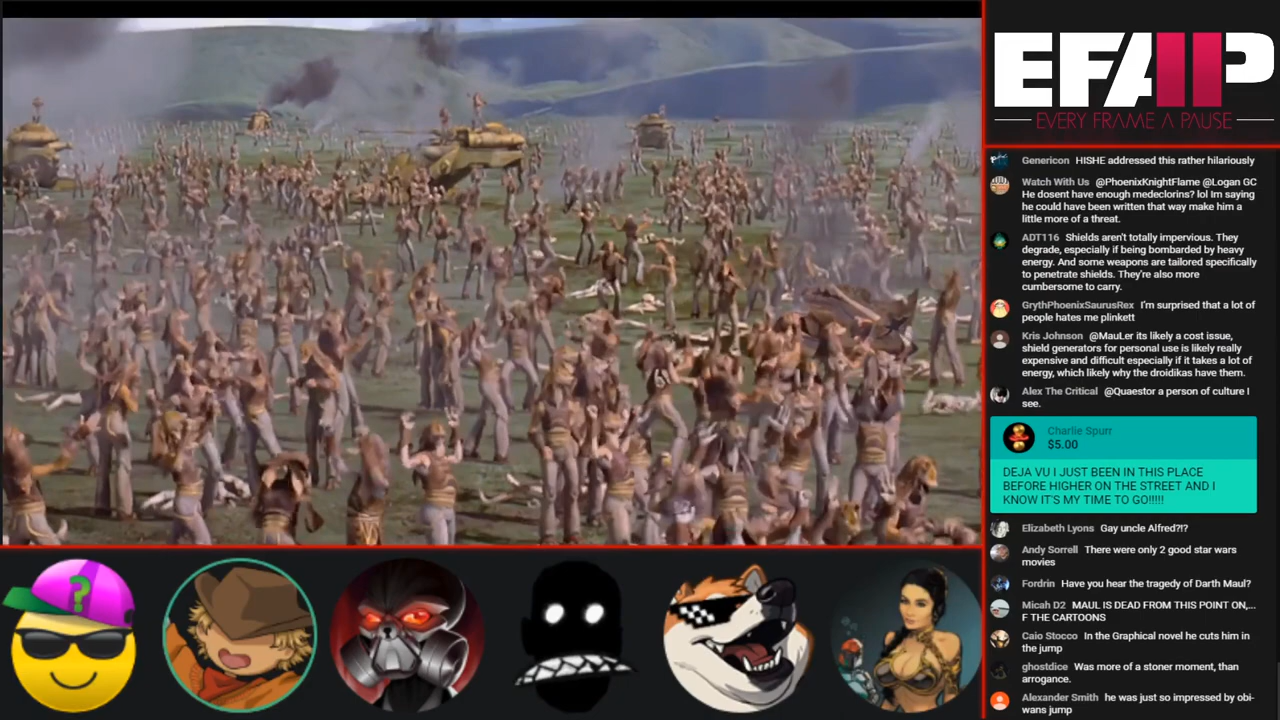 EFAP
EVERY FRAME A PAUSE
Genericon HISHE addressed this rather hilariously
Watch With Us @PhoenixKnightFlame @Logan GC
He dosent have enough medeclorins? lol Im saying
he could have been written that way make him a
little more of a threat.
ADT116 Shields aren't totally impervious. They
degrade, especially if being bombarded by heavy
energy. And some weapons are tailored specifically
to penetrate shields. They're also more
cumbersome to carry.
GrythPhoenixSaurusRex I'm surprised that a lot of
people hates me plinkett
Kris Johnson @MauLer its likely a cost issue,
shield generators for personal use is likely really
expensive and difficult especially if it takes a lot of
energy, which likely why the droidikas have them.
Alex The Critical @Quaestor a person of culture I
see.
Charlie Spurr
$5.00
DEJA VU I JUST BEEN IN THIS PLACE
BEFORE HIGHER ON THE STREET AND I
KNOW IT'S MY TIME TO GO!!!!!
Elizabeth Lyons Gay uncle Alfred?!?
Andy Sorrell There were only 2 good star wars
movies
Fordrin Have you hear the tragedy of Darth Maul?
Micah D2 MAUL IS DEAD FROM THIS POINT ON,...
F THE CARTOONS
Caio Stocco In the Graphical novel he cuts him in
the jump
ghostdice Was more of a stoner moment, than
arrogance.
Alexander Smith he was just so impressed by obi-
wans jump
?